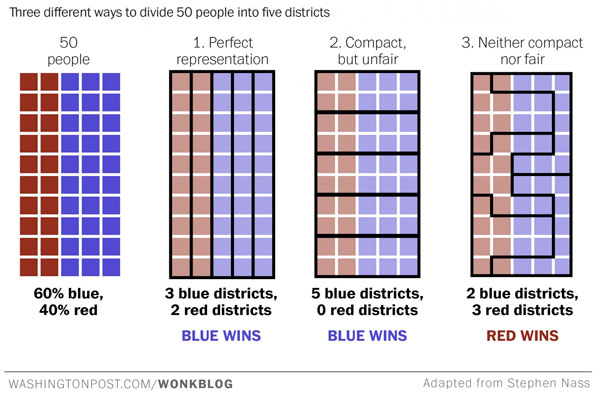 Three different ways to divide 50 people into five districts
50
people
1. Perfect
representation
2. Compact,
but unfair
3. Neither compact
nor fair
60% blue,
40% red
3 blue districts,
2 red districts
5 blue districts,
0 red districts
2 blue districts,
3 red districts
BLUE WINS
BLUE WINS
RED WINS
WASHINGTONPOST.COM/WONKBLOG
Adapted from Stephen Nass